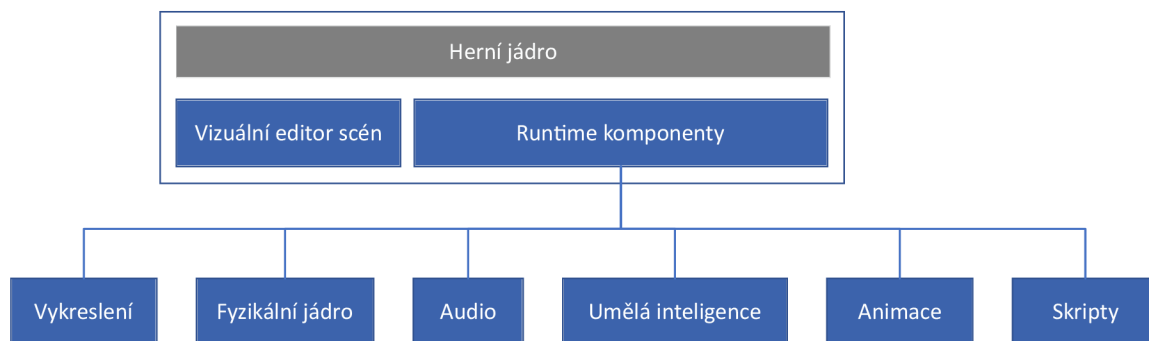 Herní jádro
Vizuální editor scén
Runtime komponenty
Vykreslení
Fyzikální jádro
Audio
Umělá inteligence
Animace
Skripty